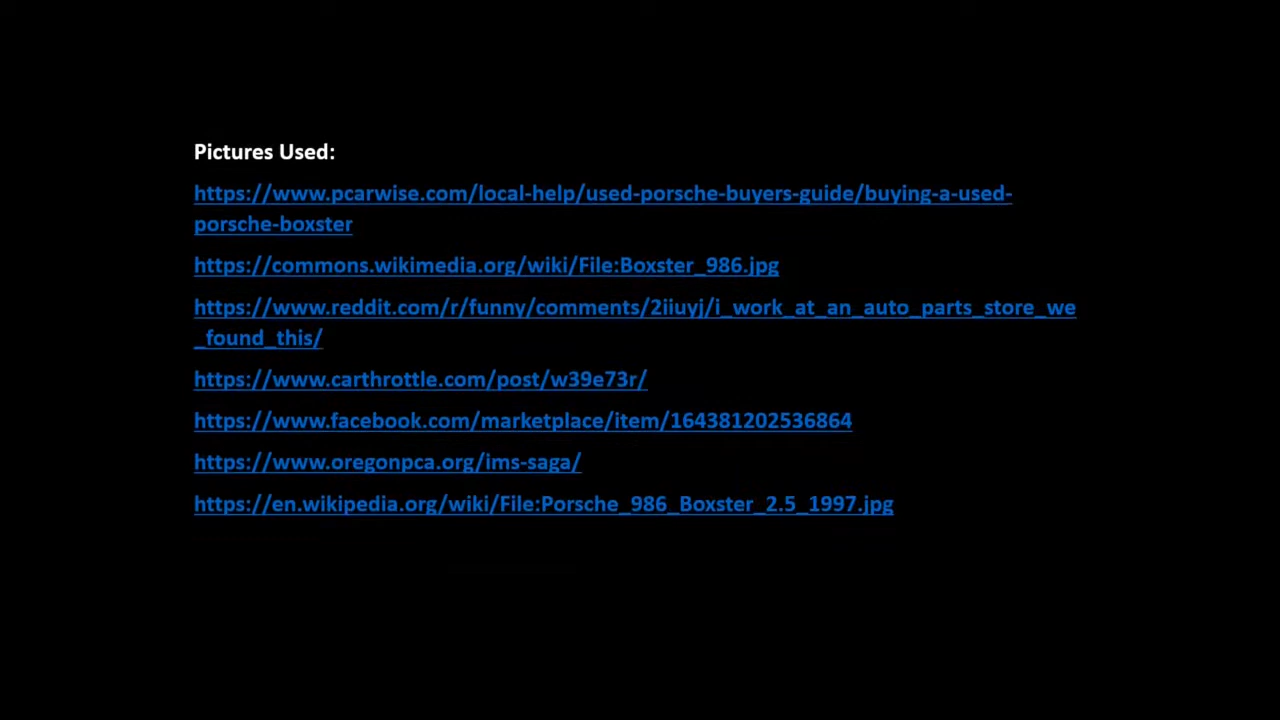 Pictures Used:
https://www.pcarwise.com/local-help/used-porsche-buyers-guide/buying-a-used-
porsche-boxster
https://commons.wikimedia.org/wiki/File:Boxster_986.jpg
https://www.reddit.com/r/funny/comments/2iiuyj/i_work_at_an_auto_parts_store_we
_found_this/
https://www.carthrottle.com/post/w39e73r/
https://www.facebook.com/marketplace/item/164381202536864
https://www.oregonpca.org/ims-saga/
https://en.wikipedia.org/wiki/File:Porsche_986_Boxster_2.5_1997.jpg